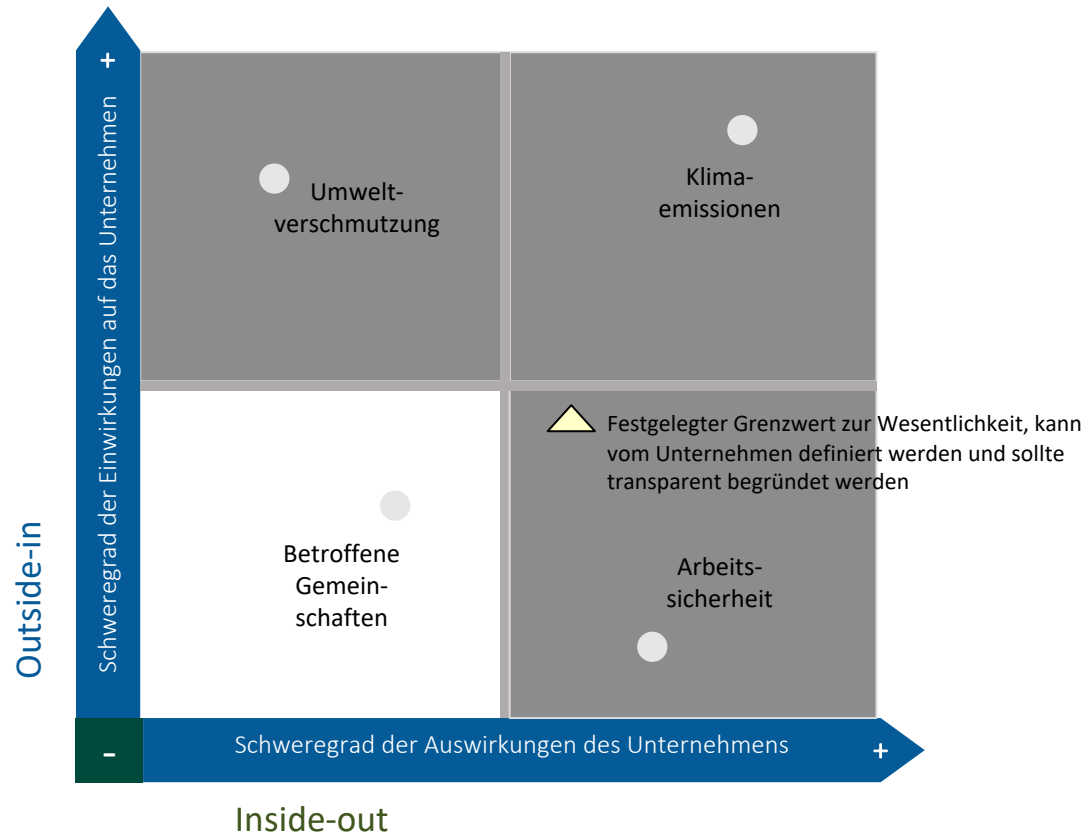 +
Schweregrad der Einwirkungen auf das Unternehmen
Outside-in
Umwelt-
verschmutzung
Klima-
emissionen
Festgelegter Grenzwert zur Wesentlichkeit, kann
vom Unternehmen definiert werden und sollte
transparent begründet werden
Betroffene
Gemein-
schaften
Arbeits-
sicherheit
-
Schweregrad der Auswirkungen des Unternehmens
+
Inside-out